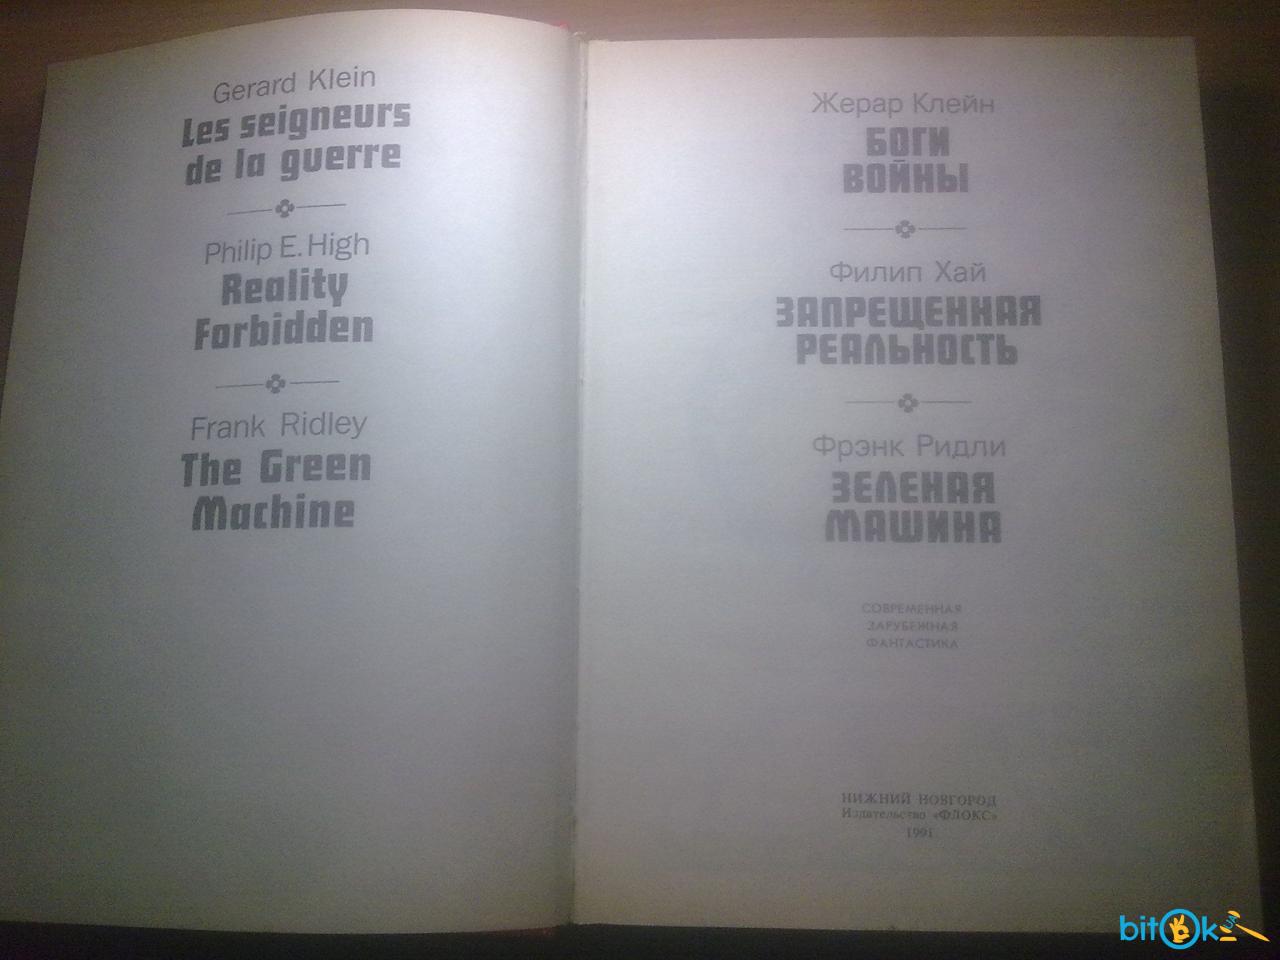 Gerard Klein
Les seigneurs
de la guerre
Philip E. High
Reality
Forbidden
Frank Ridley
The Green
Machine
Жерар Клейн
БОГИ
ВОЙНЫ
Филип Хай
ЗАПРЕЩЕННАЯ
РЕАЛЬНОСТЬ
Фрэнк Ридли
ЗЕЛЕНАЯ
МАШИНА
СОВРЕМЕННАЯ
ЗАРУБЕЖНАЯ
ФАНТАСТИКА
НИЖНИЙ НОВГОРОД
Издательство «ФЛОКС»
1991
bitOk UA